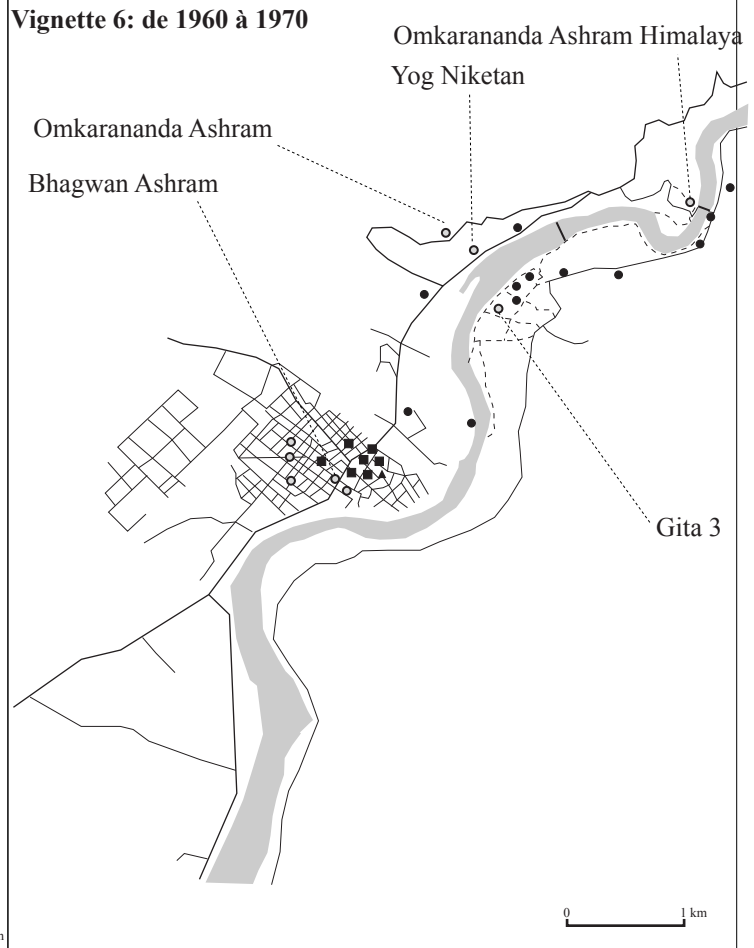 Vignette 6: de 1960 à 1970
Omkarananda Ashram Himalaya
Yog Niketan
Omkarananda Ashram
Bhagwan Ashram
Gita 3
0 1 km